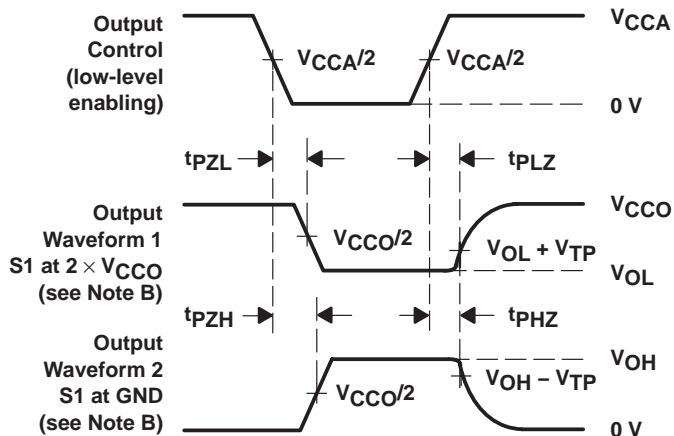 Output
Control
(low-level
enabling)
VCCA/2
VCCA/2
VCCA
0 V
tPZL
tPLZ
Output
Waveform 1
S1 at 2 × VCCO
(see Note B)
VCCO/2
VCCO
VOL + VTP
VOL
tPZH
tPHZ
Output
Waveform 2
S1 at GND
(see Note B)
VCCO/2
VOH
VOH − VTP
0 V